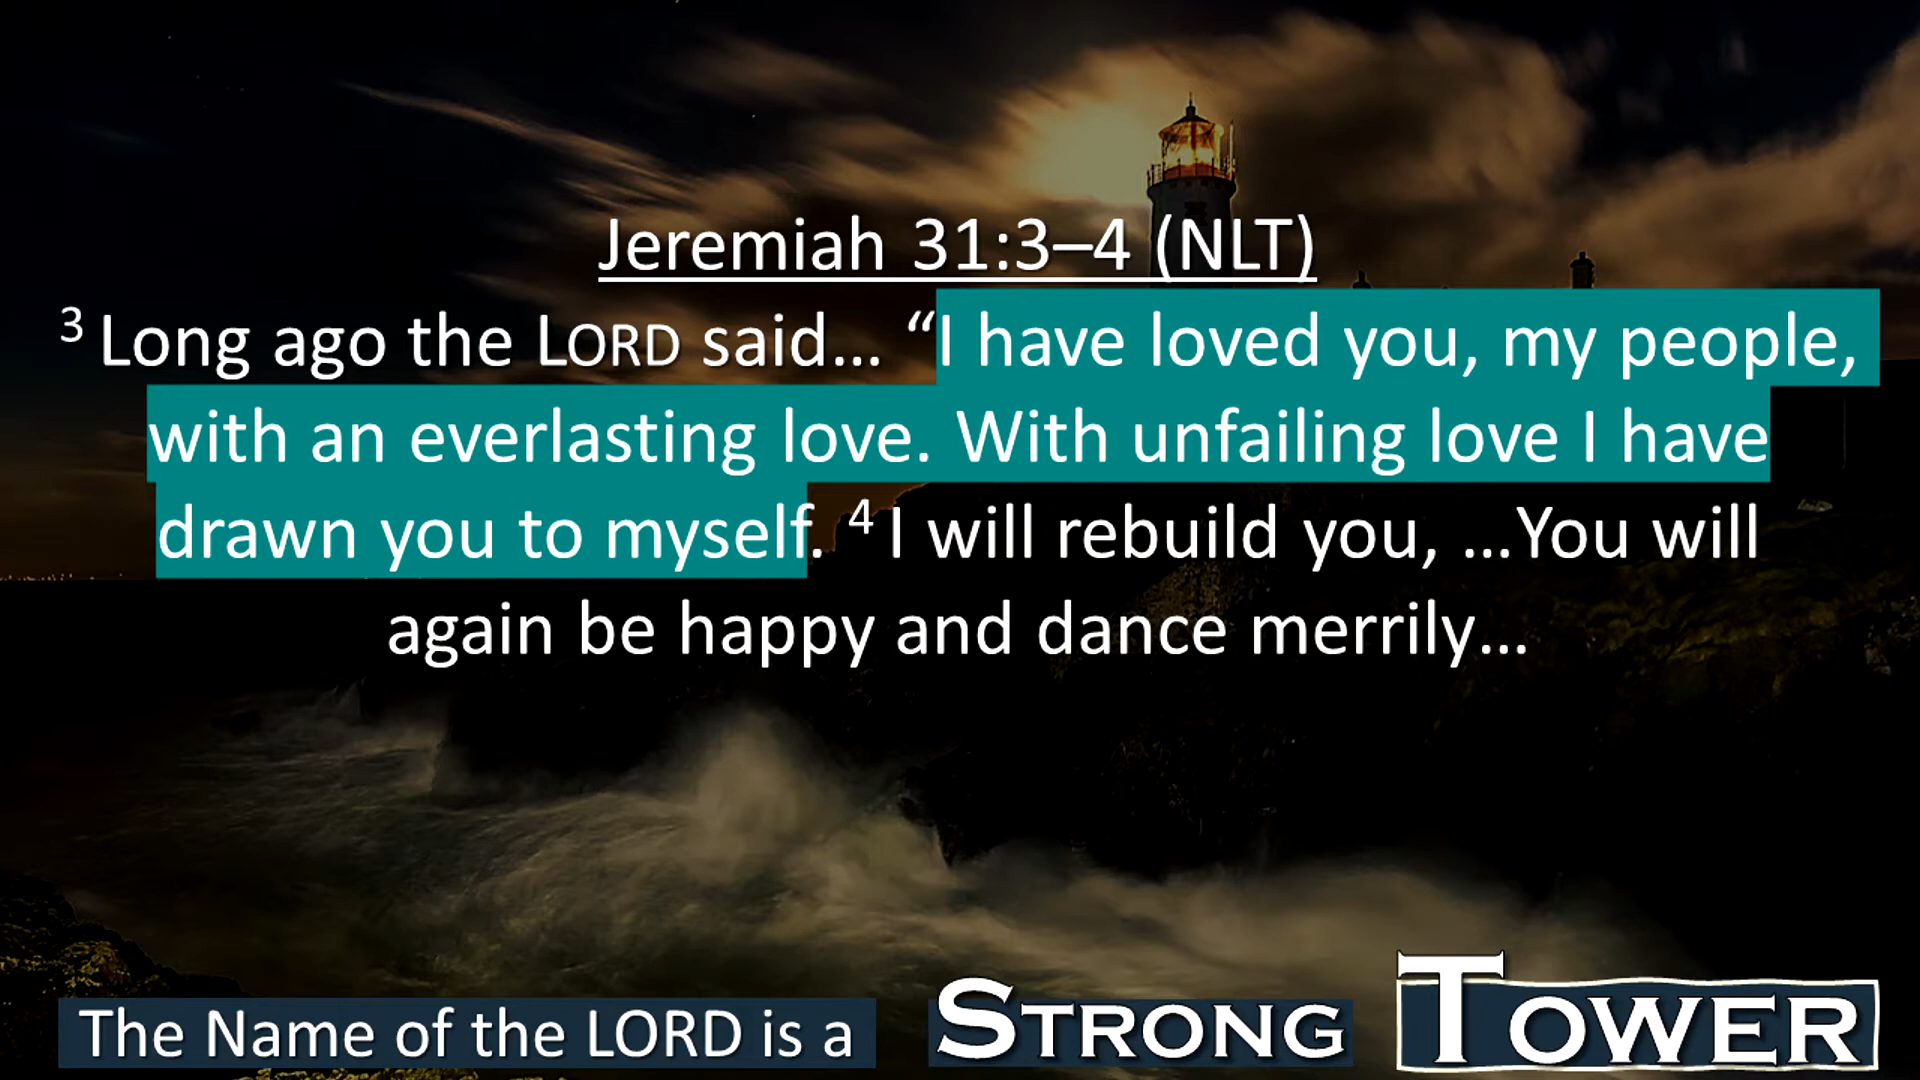 Jeremiah 31:3–4 (NLT)
³ Long ago the LORD said… “I have loved you, my people,
with an everlasting love. With unfailing love I have
drawn you to myself. ⁴ I will rebuild you, …You will
again be happy and dance merrily…
The Name of the LORD is a STRONG TOWER